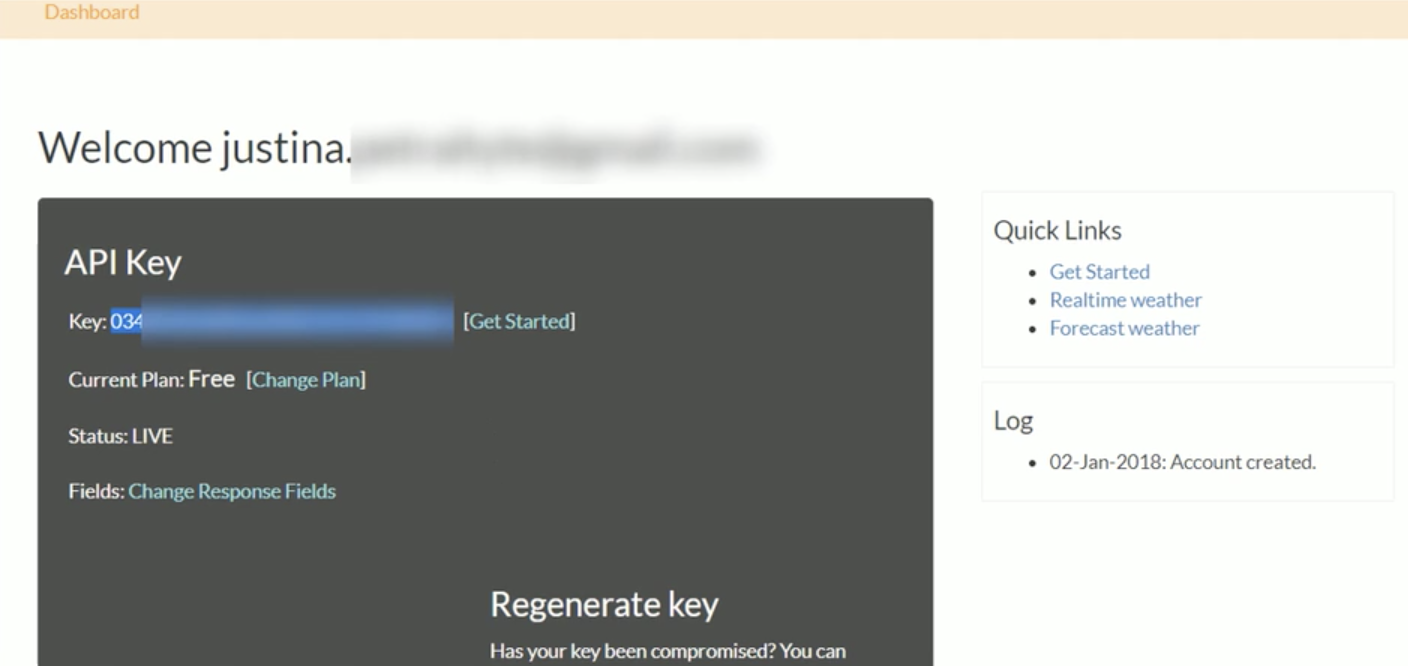 Dashboard
Welcome justina.
API Key
Key: 034 [Get Started]
Current Plan: Free [Change Plan]
Status: LIVE
Fields: Change Response Fields
Regenerate key
Has your key been compromised? You can
Quick Links
• Get Started
• Realtime weather
• Forecast weather
Log
• 02-Jan-2018: Account created.